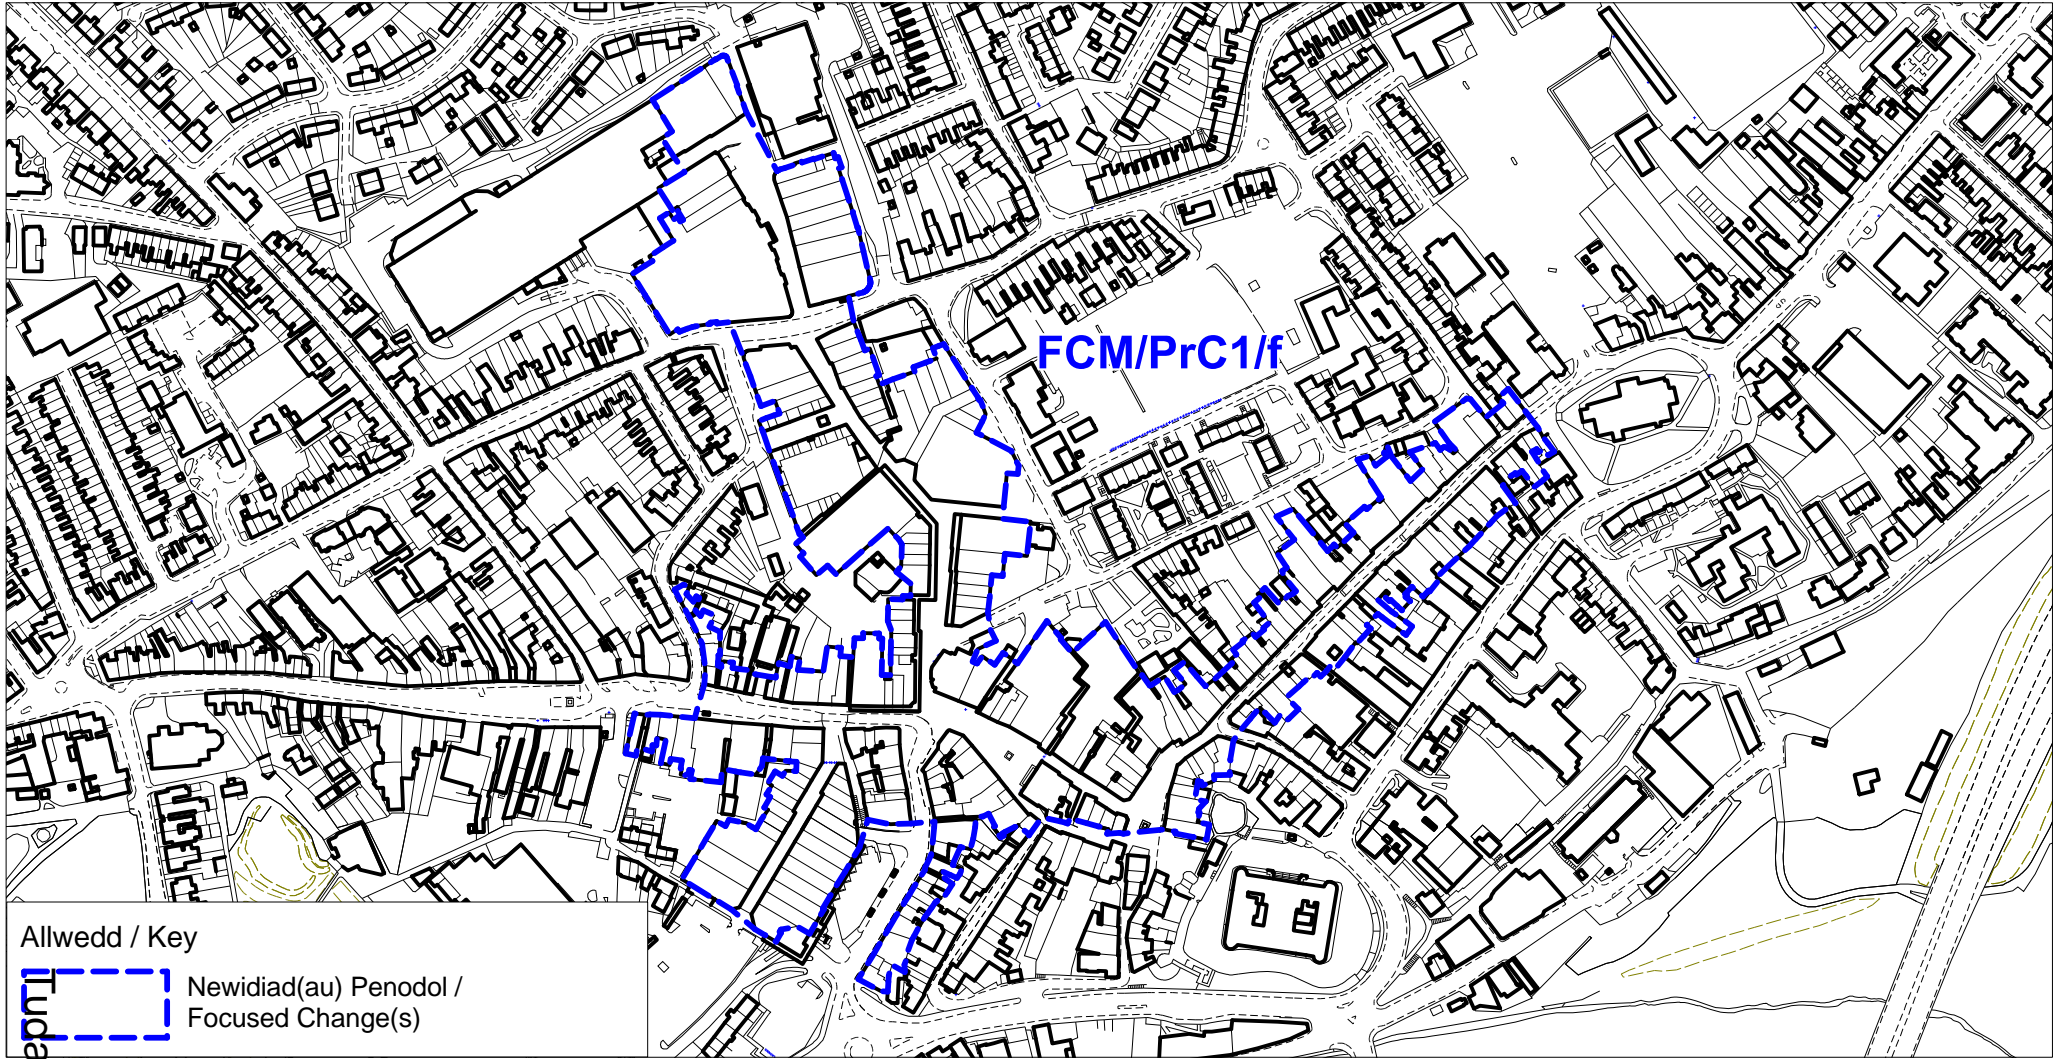 FCM/PrC1/f
Allwedd / Key
Newidiad(au) Penodol /
Focused Change(s)